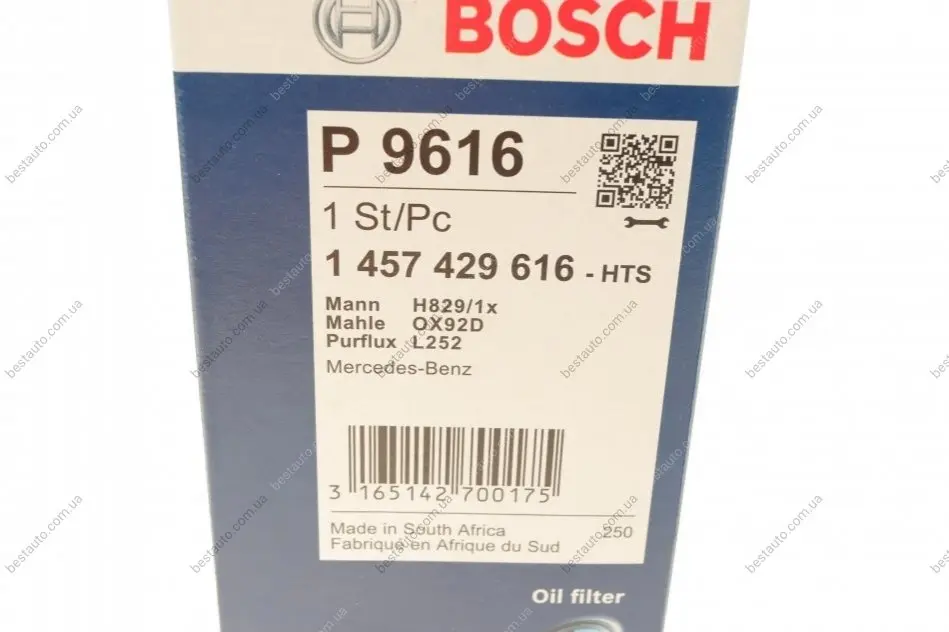 BOSCH
P 9616
1 St/Pc
1 457 429 616 - HTS
Mann H829/1x
Mahle OX92D
Purflux L252
Mercedes-Benz
3 165142 700175
Made in South Africa 250
Fabriqué en Afrique du Sud
Oil filter
bestauto.com.ua